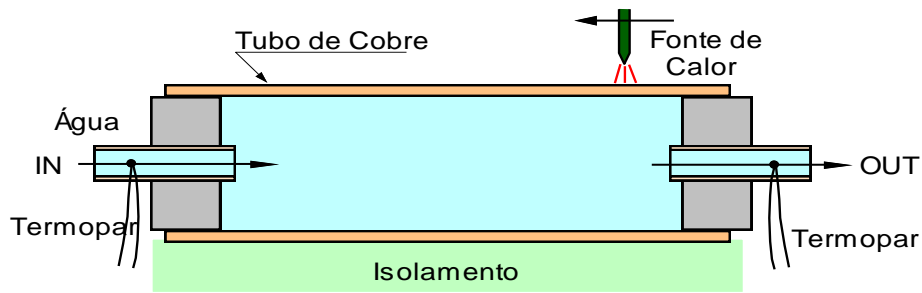 Tubo de Cobre
Fonte de
Calor
Água
IN
OUT
Termopar
Termopar
Isolamento